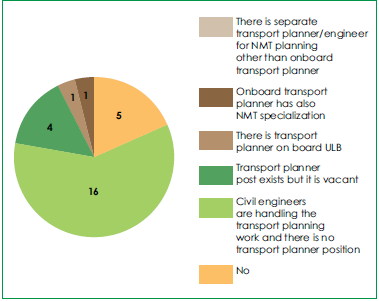 There is separate
transport planner/engineer
for NMT planning
other than onboard
transport planner
Onboard transport
planner has also
NMT specialization
There is transport
planner on board ULB
Transport planner
post exists but it is vacant
Civil engineers
are handling the
transport planning
work and there is no
transport planner position
No
1
1
5
4
16